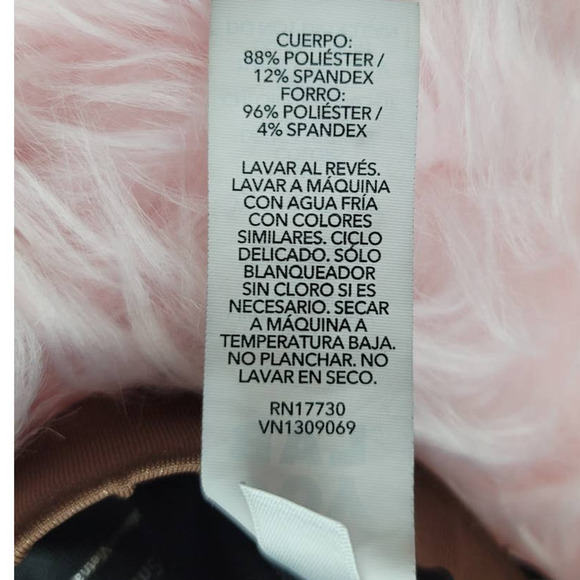 CUERPO:
88% POLIÉSTER /
12% SPANDEX
FORRO:
96% POLIÉSTER /
4% SPANDEX
LAVAR AL REVÉS.
LAVAR A MÁQUINA
CON AGUA FRÍA
CON COLORES
SIMILARES. CICLO
DELICADO. SÓLO
BLANQUEADOR
SIN CLORO SI ES
NECESARIO. SECAR
A MÁQUINA A
TEMPERATURA BAJA.
NO PLANCHAR. NO
LAVAR EN SECO.
RN17730
VN1309069